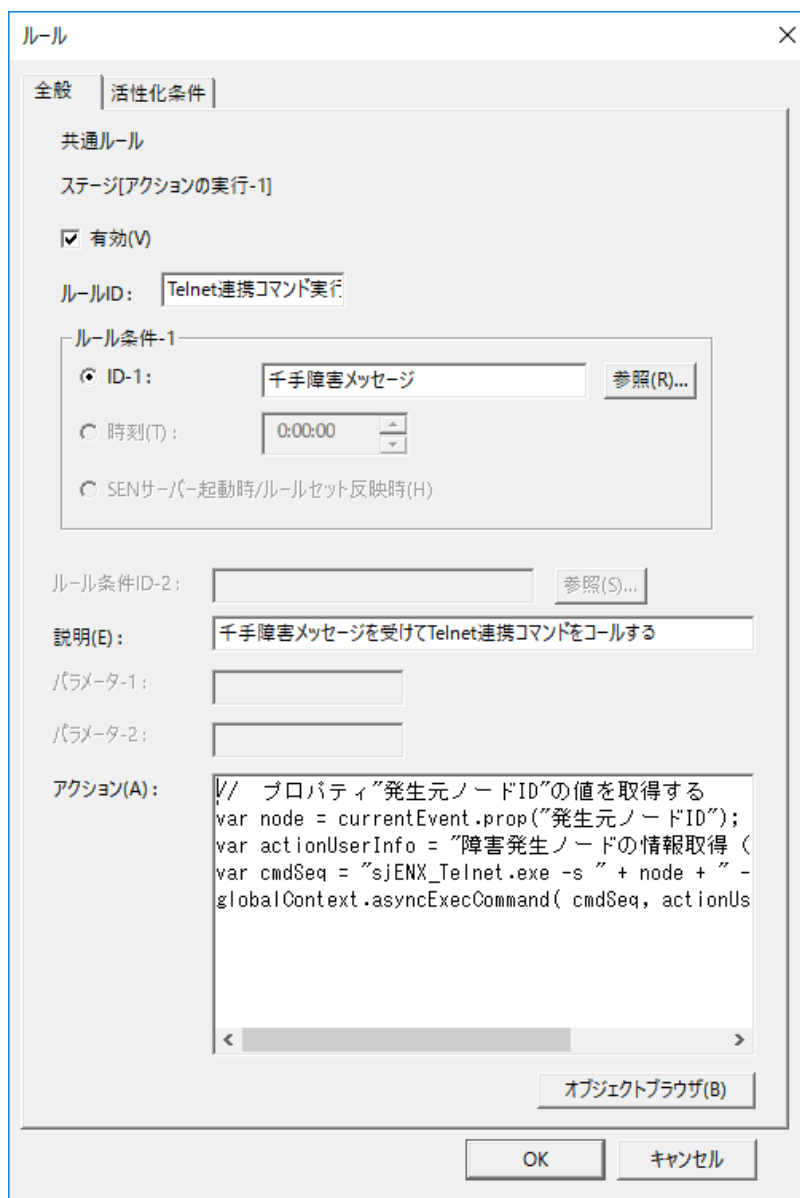 ルール
全般 活性化条件
共通ルール
ステージ[アクションの実行-1]
有効(V)
ルールID： Telnet連携コマンド実行
ルール条件-1
ID-1： 千手障害メッセージ 参照(R)...
時刻(T)： 0:00:00
SENサーバー起動時/ルールセット反映時(H)
ルール条件ID-2： 参照(S)...
説明(E)： 千手障害メッセージを受けてTelnet連携コマンドをコールする
パラメータ-1：
パラメータ-2：
アクション(A)： // プロパティ"発生元ノードID"の値を取得する
var node = currentEvent.prop("発生元ノードID");
var actionUserInfo = "障害発生ノードの情報取得（
var cmdSeq = "sjENX_Telnet.exe -s " + node + " -
globalContext.asyncExecCommand( cmdSeq, actionUs
オブジェクトブラウザ(B)
OK キャンセル